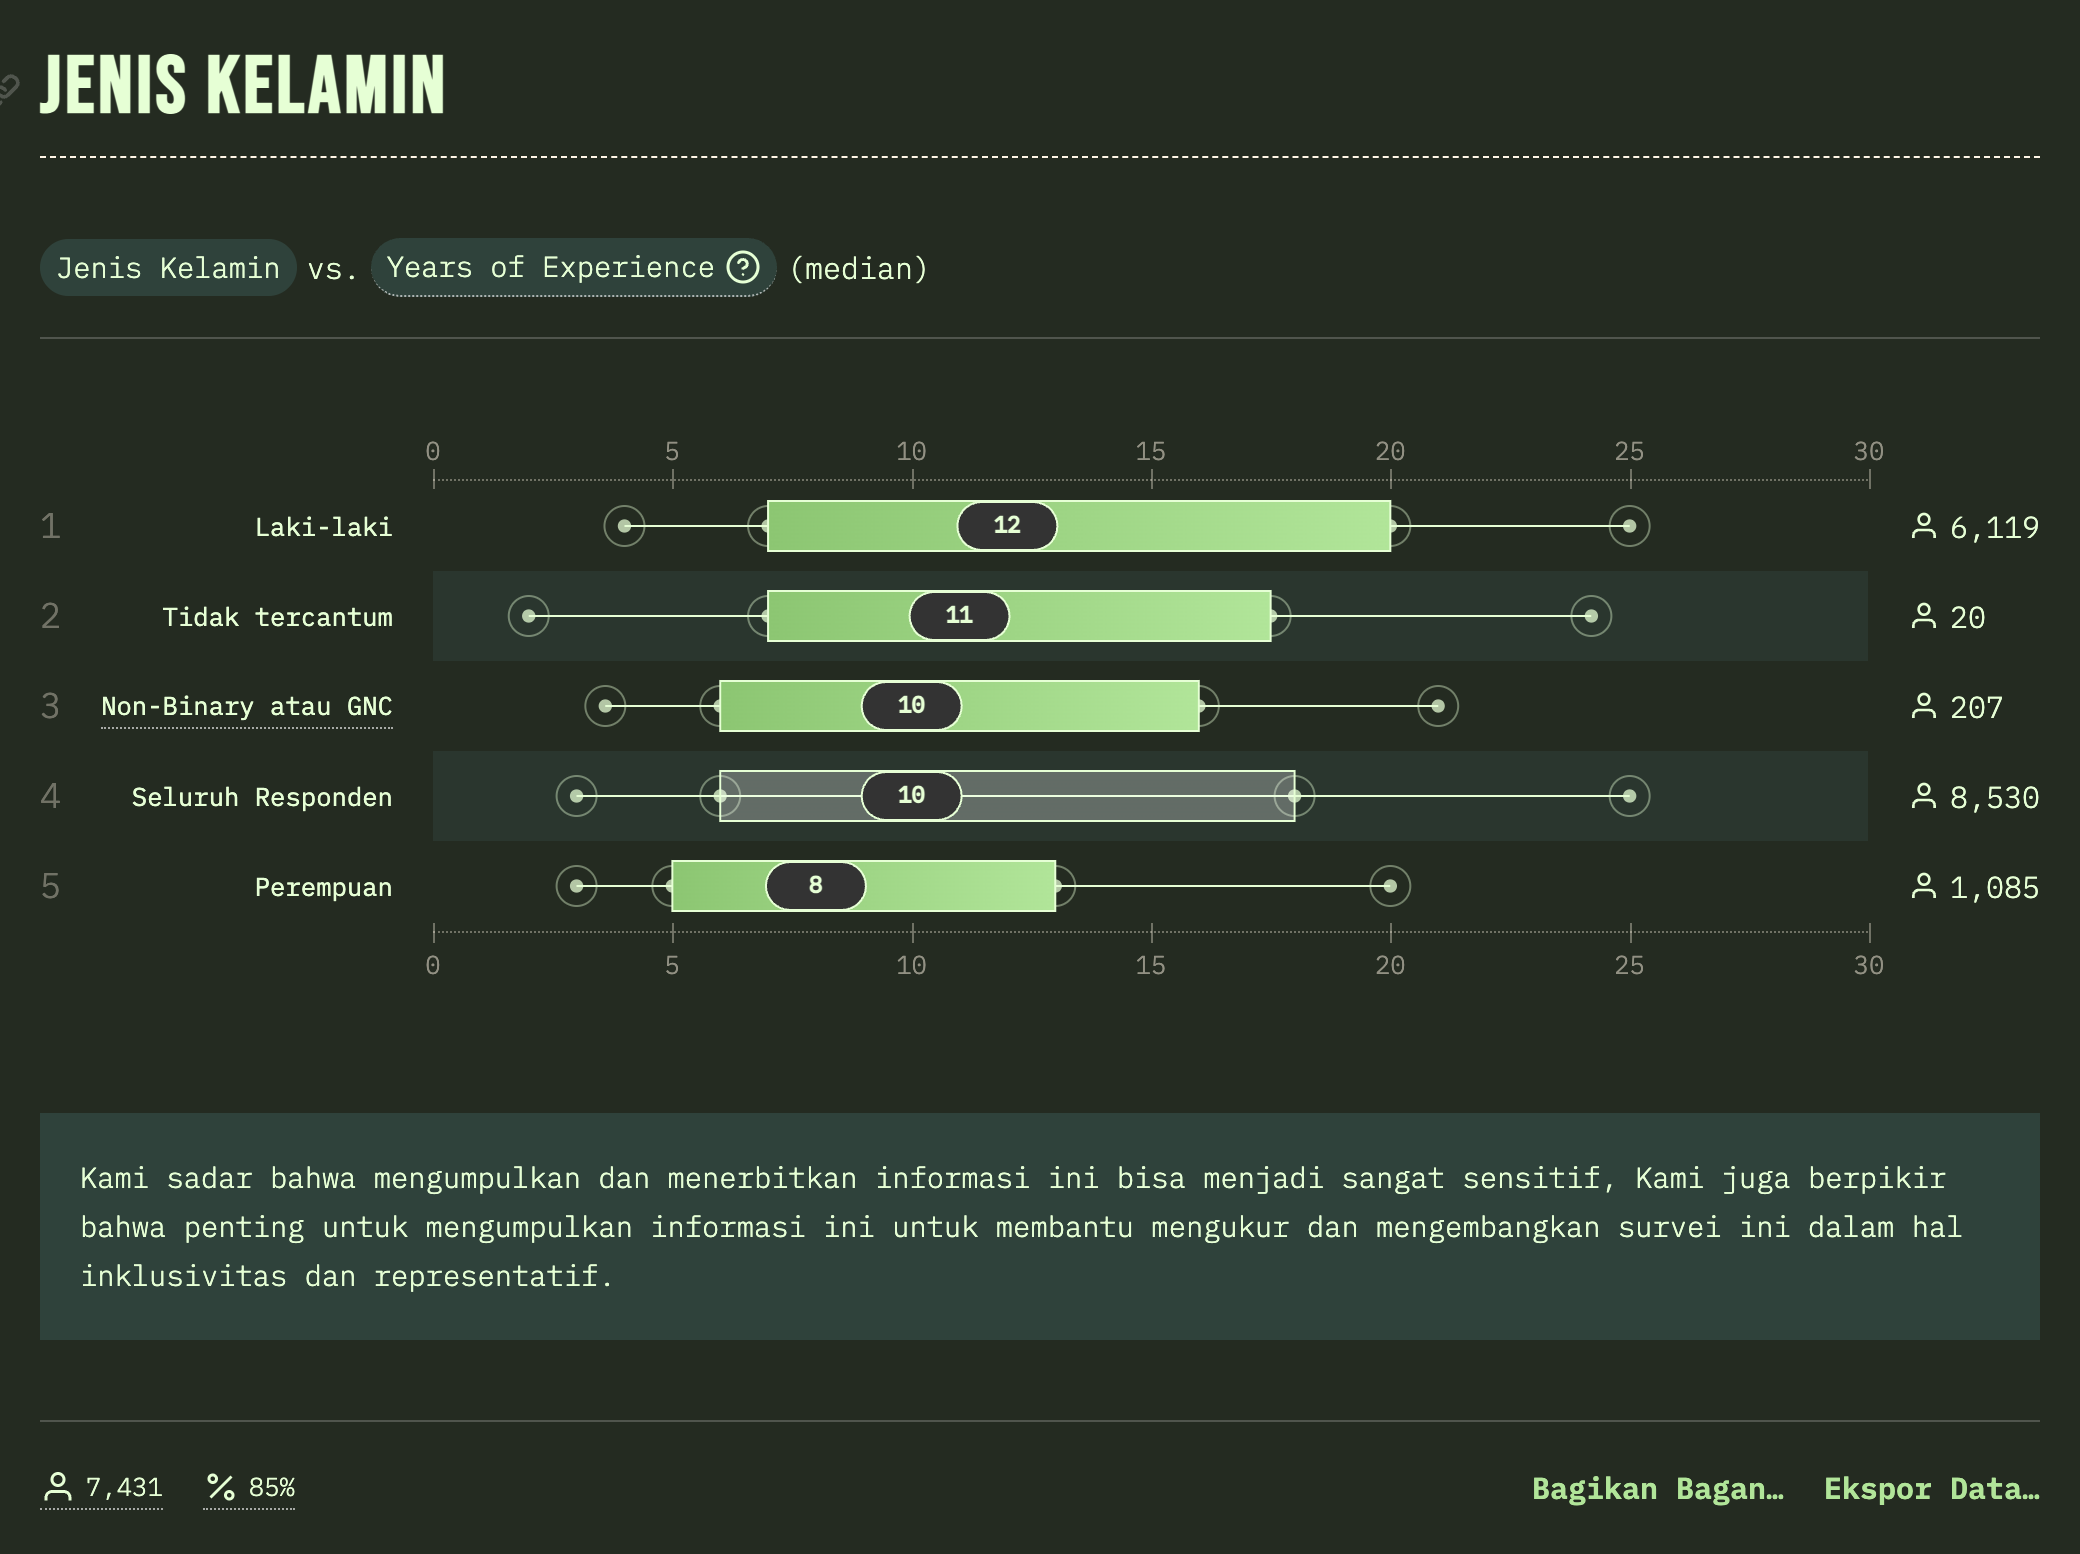 JENIS KELAMIN
Jenis Kelamin vs. Years of Experience ? (median)
0 5 10 15 20 25 30
1 Laki-laki 12 6,119
2 Tidak tercantum 11 20
3 Non-Binary atau GNC 10 207
4 Seluruh Responden 10 8,530
5 Perempuan 8 1,085
0 5 10 15 20 25 30
Kami sadar bahwa mengumpulkan dan menerbitkan informasi ini bisa menjadi sangat sensitif, Kami juga berpikir
bahwa penting untuk mengumpulkan informasi ini untuk membantu mengukur dan mengembangkan survei ini dalam hal
inklusivitas dan representatif.
7,431 % 85% Bagikan Bagan… Ekspor Data…